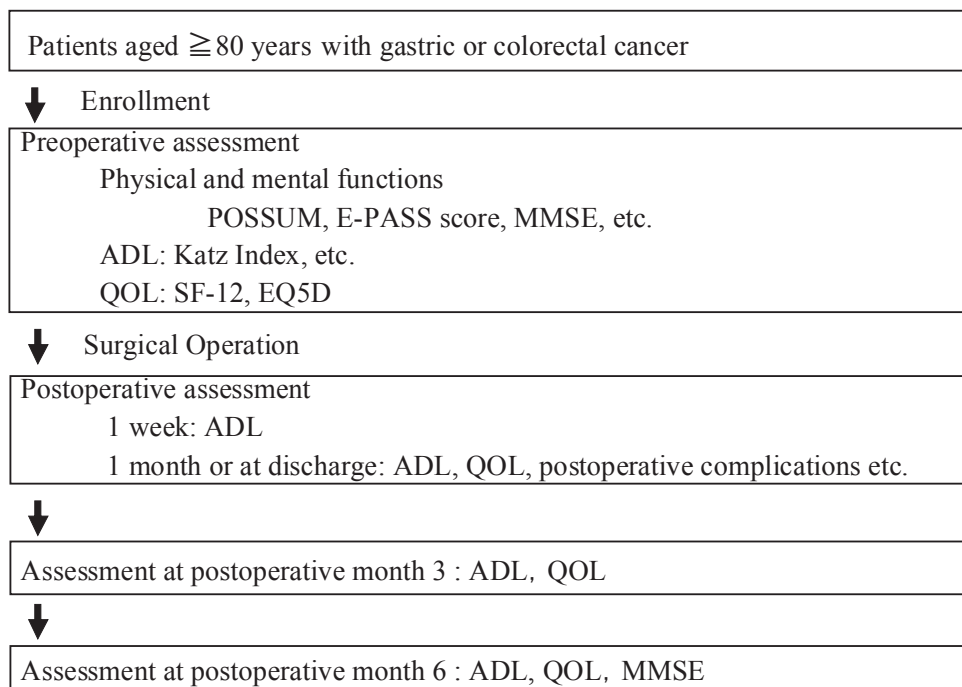 Patients aged ≧80 years with gastric or colorectal cancer
Enrollment
Preoperative assessment
Physical and mental functions
POSSUM, E-PASS score, MMSE, etc.
ADL: Katz Index, etc.
QOL: SF-12, EQ5D
Surgical Operation
Postoperative assessment
1 week: ADL
1 month or at discharge: ADL, QOL, postoperative complications etc.
Assessment at postoperative month 3 : ADL, QOL
Assessment at postoperative month 6 : ADL, QOL, MMSE